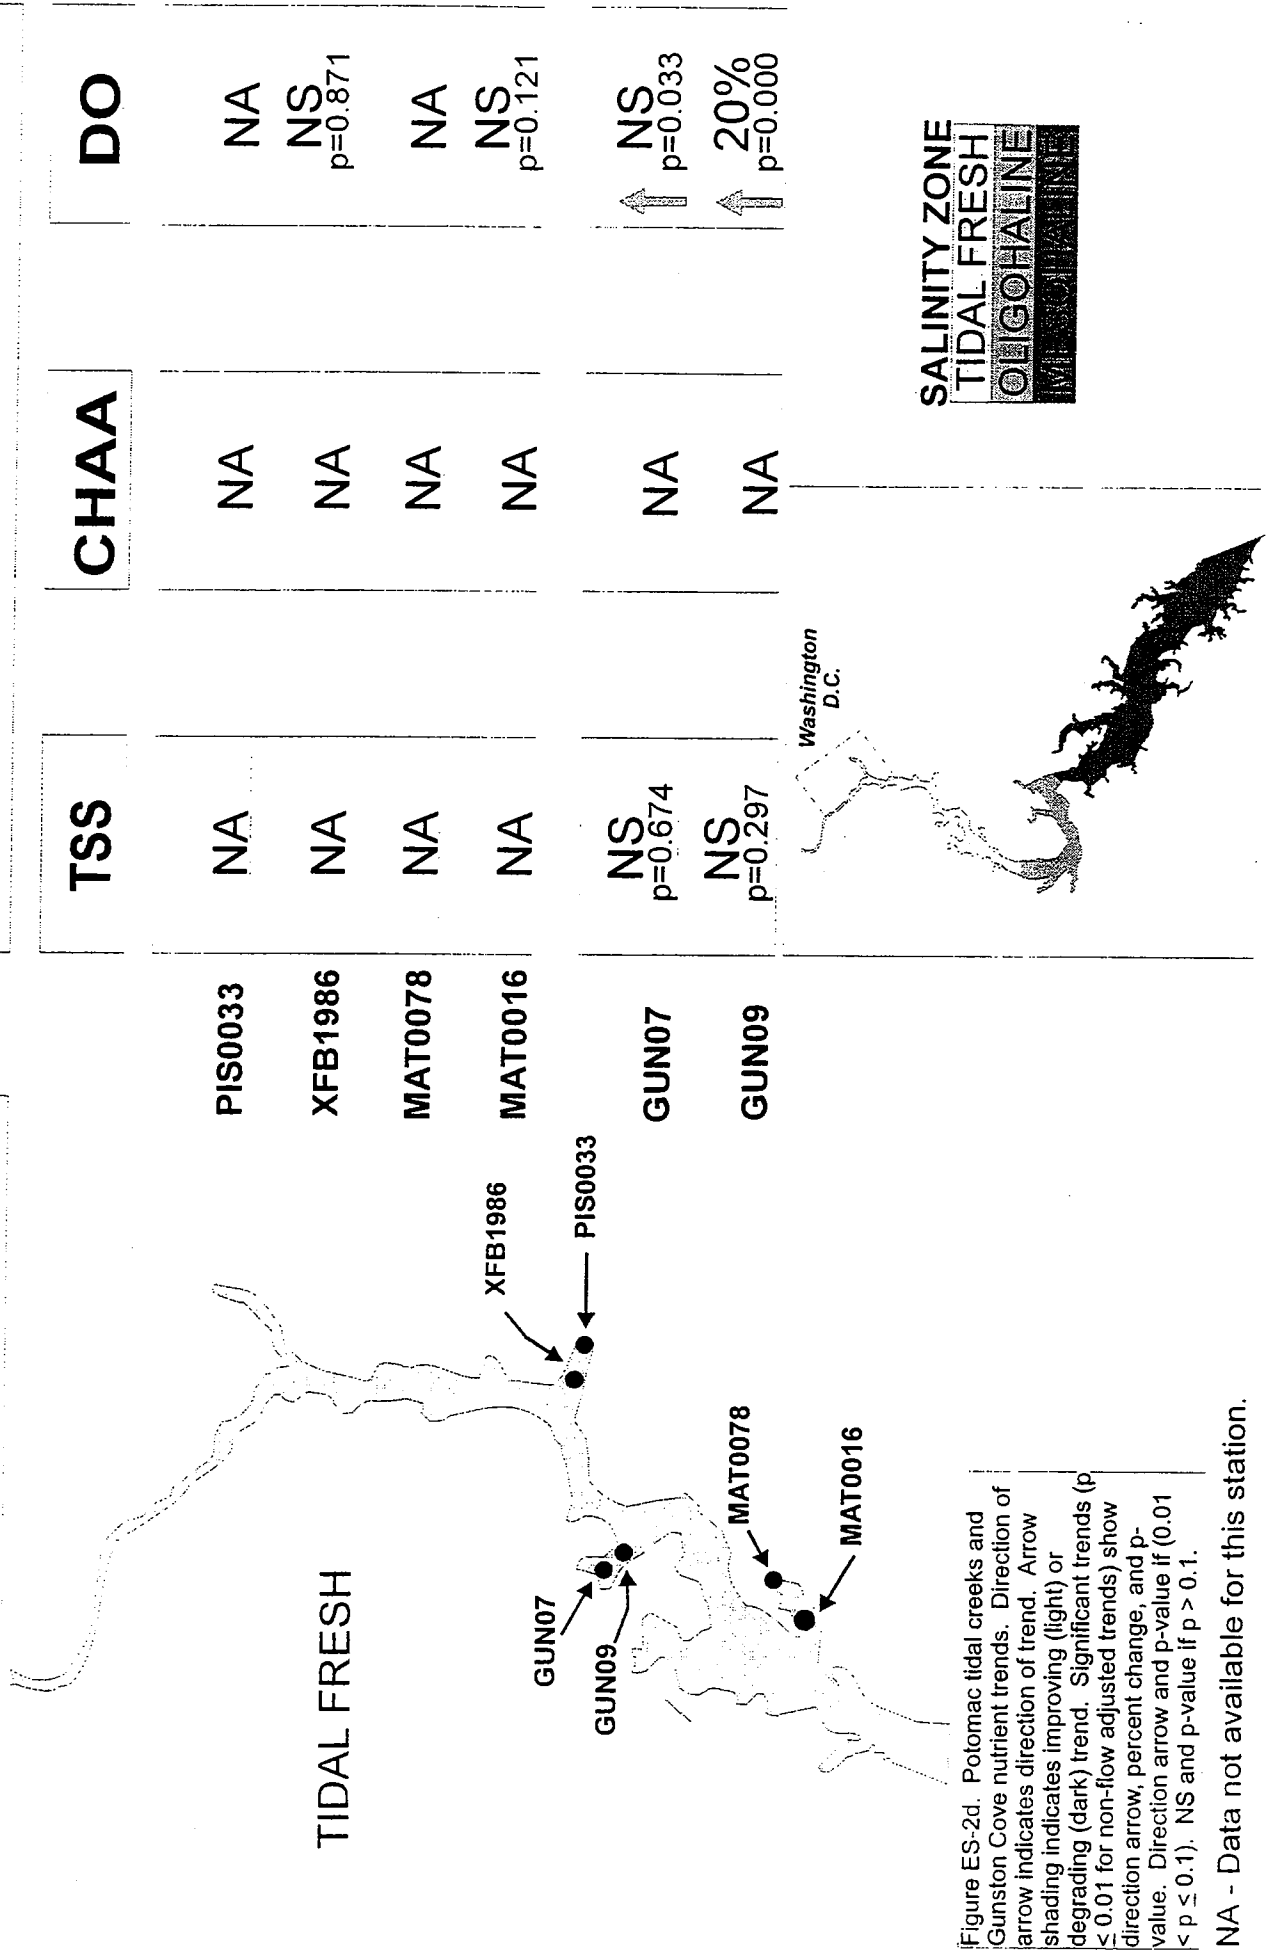 TSS
CHAA
DO
PIS0033
NA
NA
NA
XFB1986
NA
NA
NS
p=0.871
MAT0078
NA
NA
NA
MAT0016
NA
NA
NS
p=0.121
GUN07
NS
p=0.674
NA
NS
p=0.033
GUN09
NS
p=0.297
NA
20%
p=0.000
TIDAL FRESH
XFB1986
PIS0033
GUN07
GUN09
MAT0078
MAT0016
Washington
D.C.
SALINITY ZONE
TIDAL FRESH
OLIGOHALINE
MESOHALINE
Figure ES-2d. Potomac tidal creeks and
Gunston Cove nutrient trends. Direction of
arrow indicates direction of trend. Arrow
shading indicates improving (light) or
degrading (dark) trend. Significant trends (p
≤ 0.01 for non-flow adjusted trends) show
direction arrow, percent change, and p-
value. Direction arrow and p-value if (0.01
< p ≤ 0.1). NS and p-value if p > 0.1.
NA - Data not available for this station.